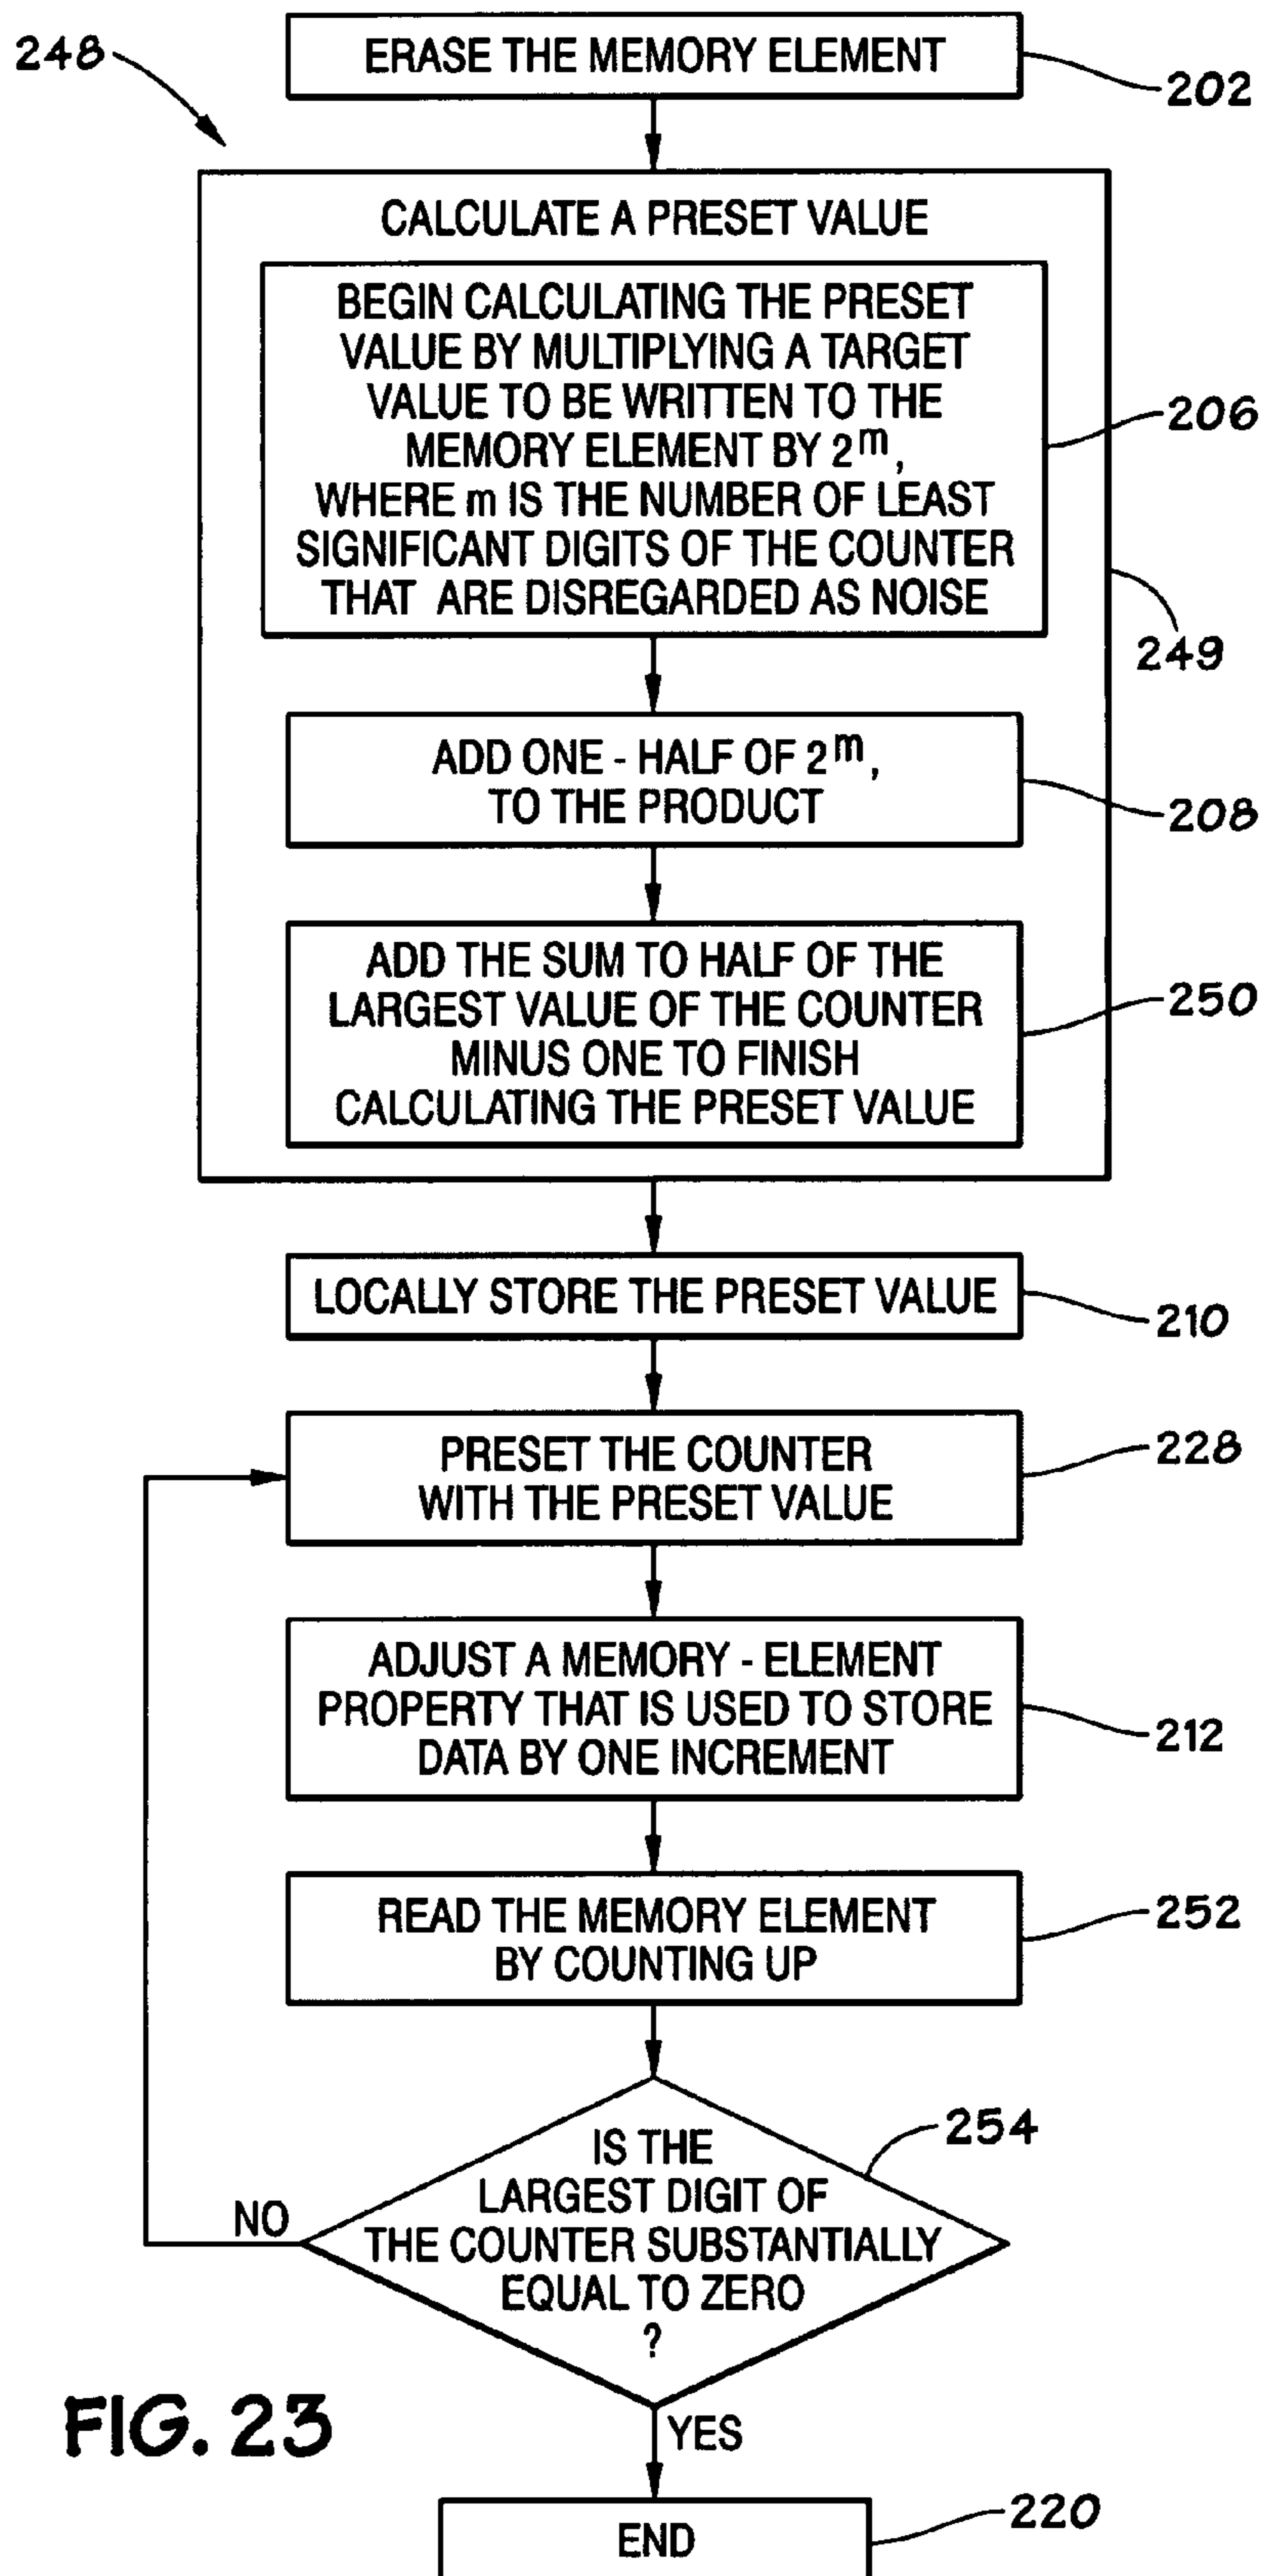 248
ERASE THE MEMORY ELEMENT
202
CALCULATE A PRESET VALUE
BEGIN CALCULATING THE PRESET
VALUE BY MULTIPLYING A TARGET
VALUE TO BE WRITTEN TO THE
MEMORY ELEMENT BY 2^m,
WHERE m IS THE NUMBER OF LEAST
SIGNIFICANT DIGITS OF THE COUNTER
THAT ARE DISREGARDED AS NOISE
206
249
ADD ONE - HALF OF 2^m,
TO THE PRODUCT
208
ADD THE SUM TO HALF OF THE
LARGEST VALUE OF THE COUNTER
MINUS ONE TO FINISH
CALCULATING THE PRESET VALUE
250
LOCALLY STORE THE PRESET VALUE
210
PRESET THE COUNTER
WITH THE PRESET VALUE
228
ADJUST A MEMORY - ELEMENT
PROPERTY THAT IS USED TO STORE
DATA BY ONE INCREMENT
212
READ THE MEMORY ELEMENT
BY COUNTING UP
252
IS THE
LARGEST DIGIT OF
THE COUNTER SUBSTANTIALLY
EQUAL TO ZERO
?
254
NO
YES
FIG. 23
END
220